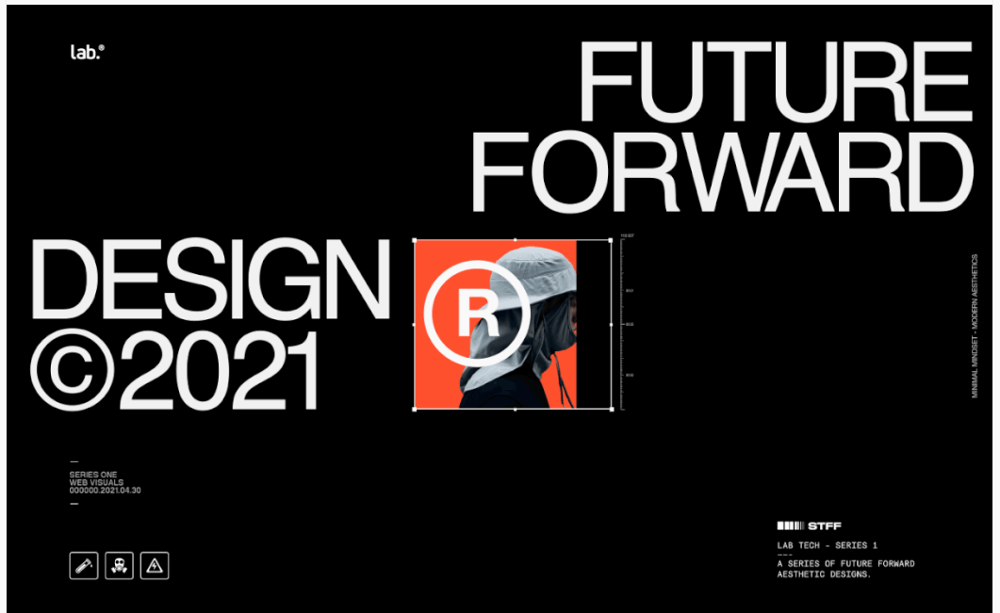 lab.®
FUTURE
FORWARD
DESIGN
©2021
R
MINIMAL MINDSET - MODERN AESTHETICS
SERIES ONE
WEB VISUALS
000000.2021.04.30
STFF
LAB TECH - SERIES 1
A SERIES OF FUTURE FORWARD
AESTHETIC DESIGNS.